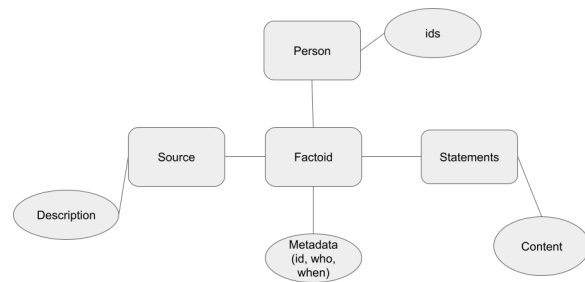 ids
Person
Source
Factoid
Statements
Description
Metadata
(id, who,
when)
Content